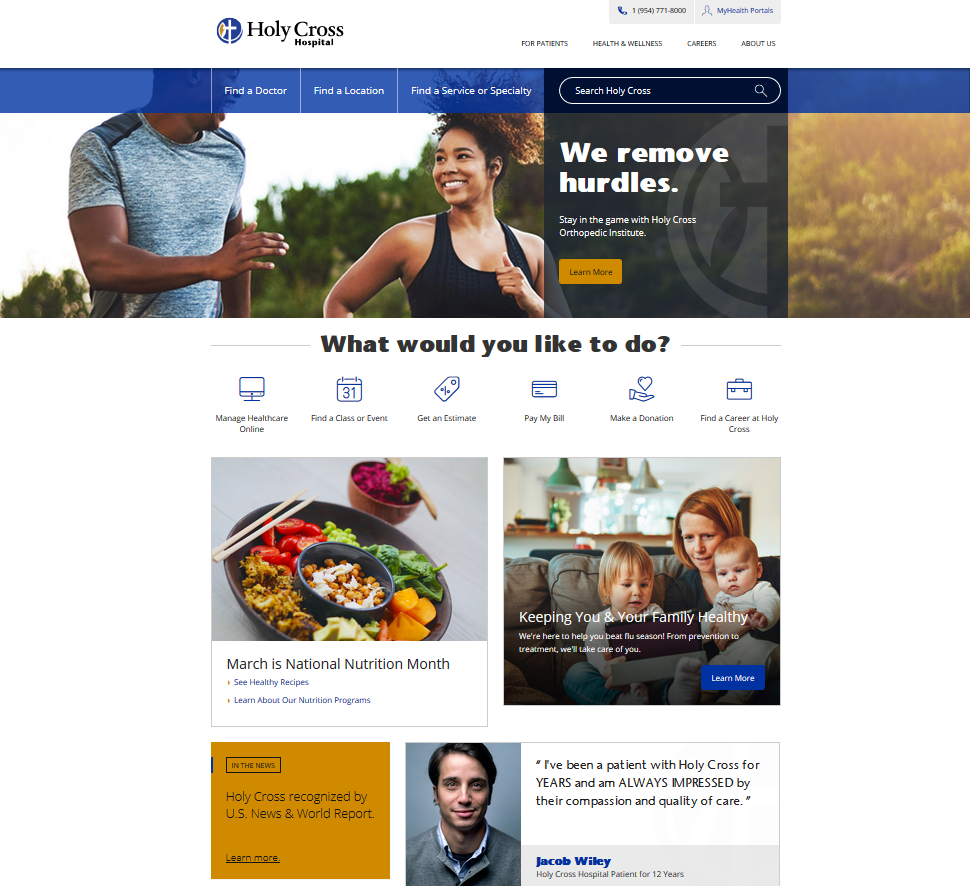 1 (954) 771-8000
MyHealth Portals
Holy Cross
Hospital
FOR PATIENTS
HEALTH & WELLNESS
CAREERS
ABOUT US
Find a Doctor
Find a Location
Find a Service or Specialty
Search Holy Cross
We remove
hurdles.
Stay in the game with Holy Cross
Orthopedic Institute.
Learn More
What would you like to do?
31
Manage Healthcare
Online
Find a Class or Event
Get an Estimate
Pay My Bill
Make a Donation
Find a Career at Holy
Cross
March is National Nutrition Month
See Healthy Recipes
Learn About Our Nutrition Programs
Keeping You & Your Family Healthy
We're here to help you beat flu season! From prevention to
treatment, we'll take care of you.
Learn More
IN THE NEWS
Holy Cross recognized by
U.S. News & World Report.
Learn more.
“ I've been a patient with Holy Cross for
YEARS and am ALWAYS IMPRESSED by
their compassion and quality of care. ”
Jacob Wiley
Holy Cross Hospital Patient for 12 Years